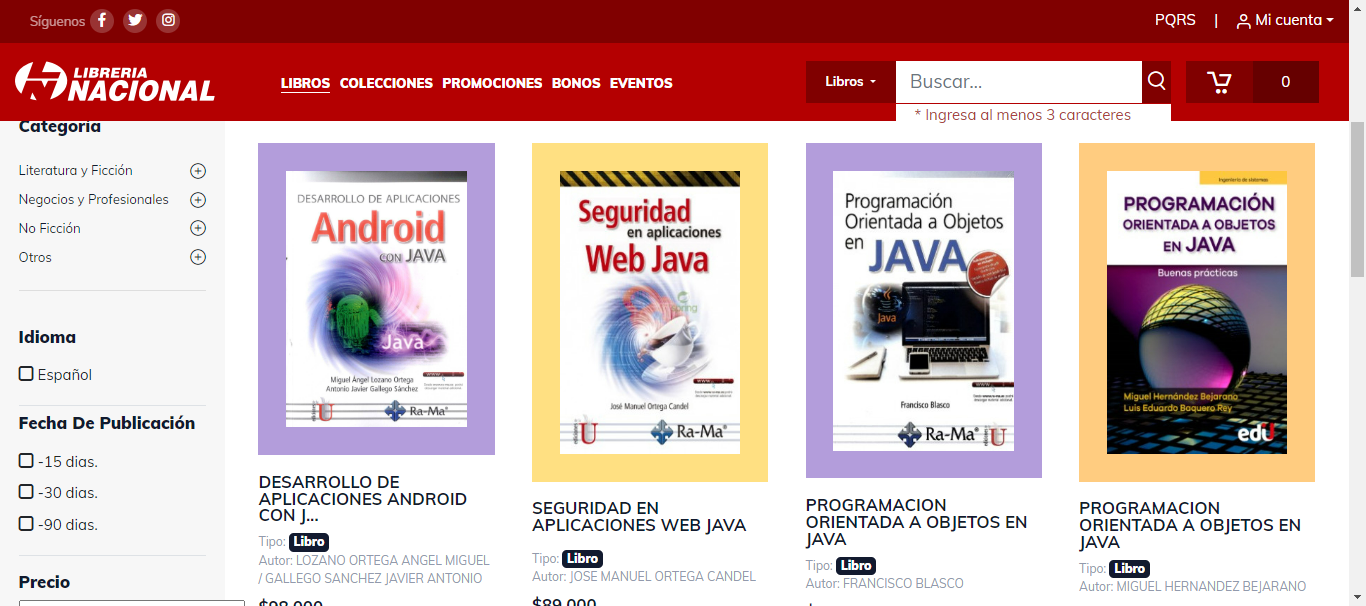 Síguenos
PQRS | Mi cuenta
LIBRERIA
NACIONAL
LIBROS COLECCIONES PROMOCIONES BONOS EVENTOS
Libros
Buscar...
0
* Ingresa al menos 3 caracteres
Categoría
Literatura y Ficción
Negocios y Profesionales
No Ficción
Otros
Idioma
Español
Fecha De Publicación
-15 dias.
-30 dias.
-90 dias.
Precio
DESARROLLO DE APLICACIONES
Android
CON JAVA
Java
Miguel Ángel Lozano Ortega
Antonio Javier Gallego Sánchez
Ra-Ma®
DESARROLLO DE
APLICACIONES ANDROID
CON J...
Tipo: Libro
Autor: LOZANO ORTEGA ANGEL MIGUEL
/ GALLEGO SANCHEZ JAVIER ANTONIO
$98.000
Seguridad
en aplicaciones
Web Java
José Manuel Ortega Candel
Ra-Ma®
SEGURIDAD EN
APLICACIONES WEB JAVA
Tipo: Libro
Autor: JOSE MANUEL ORTEGA CANDEL
$89.000
Programación
Orientada a Objetos
en JAVA
Java
Francisco Blasco
Ra-Ma®
PROGRAMACION
ORIENTADA A OBJETOS EN
JAVA
Tipo: Libro
Autor: FRANCISCO BLASCO
Ingeniería de sistemas
PROGRAMACIÓN
ORIENTADA A OBJETOS
EN JAVA
Buenas prácticas
Miguel Hernández Bejarano
Luis Eduardo Baquero Rey
ediU
PROGRAMACION
ORIENTADA A OBJETOS EN
JAVA
Tipo: Libro
Autor: MIGUEL HERNANDEZ BEJARANO